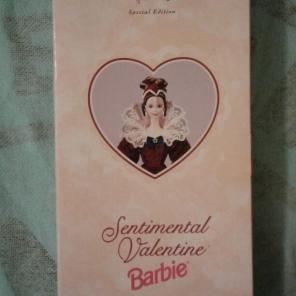 Special Edition
Sentimental
Valentine
Barbie